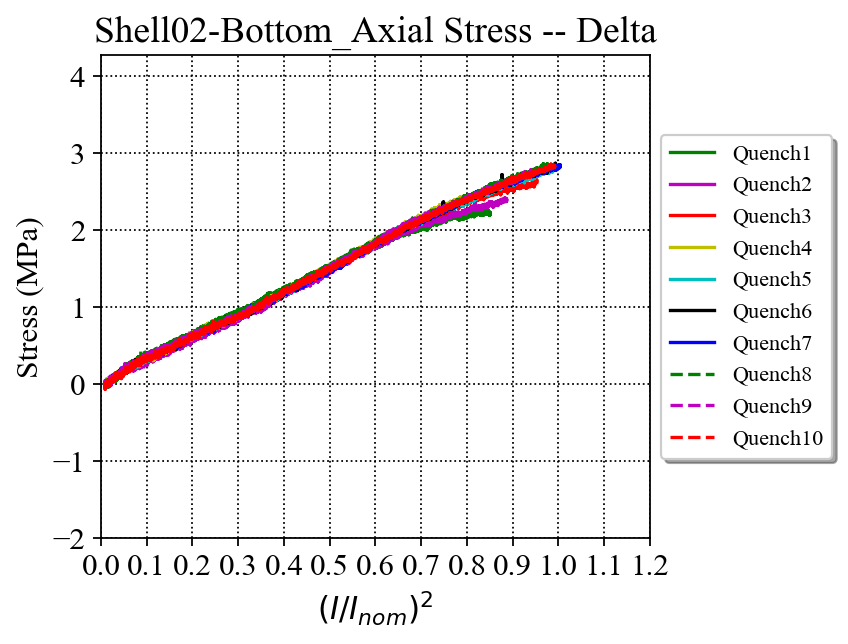 Shell02-Bottom_Axial Stress -- Delta
Stress (MPa)
4
3
2
1
0
−1
−2
0.0 0.1 0.2 0.3 0.4 0.5 0.6 0.7 0.8 0.9 1.0 1.1 1.2
(I/I_nom)^2
Quench1
Quench2
Quench3
Quench4
Quench5
Quench6
Quench7
Quench8
Quench9
Quench10